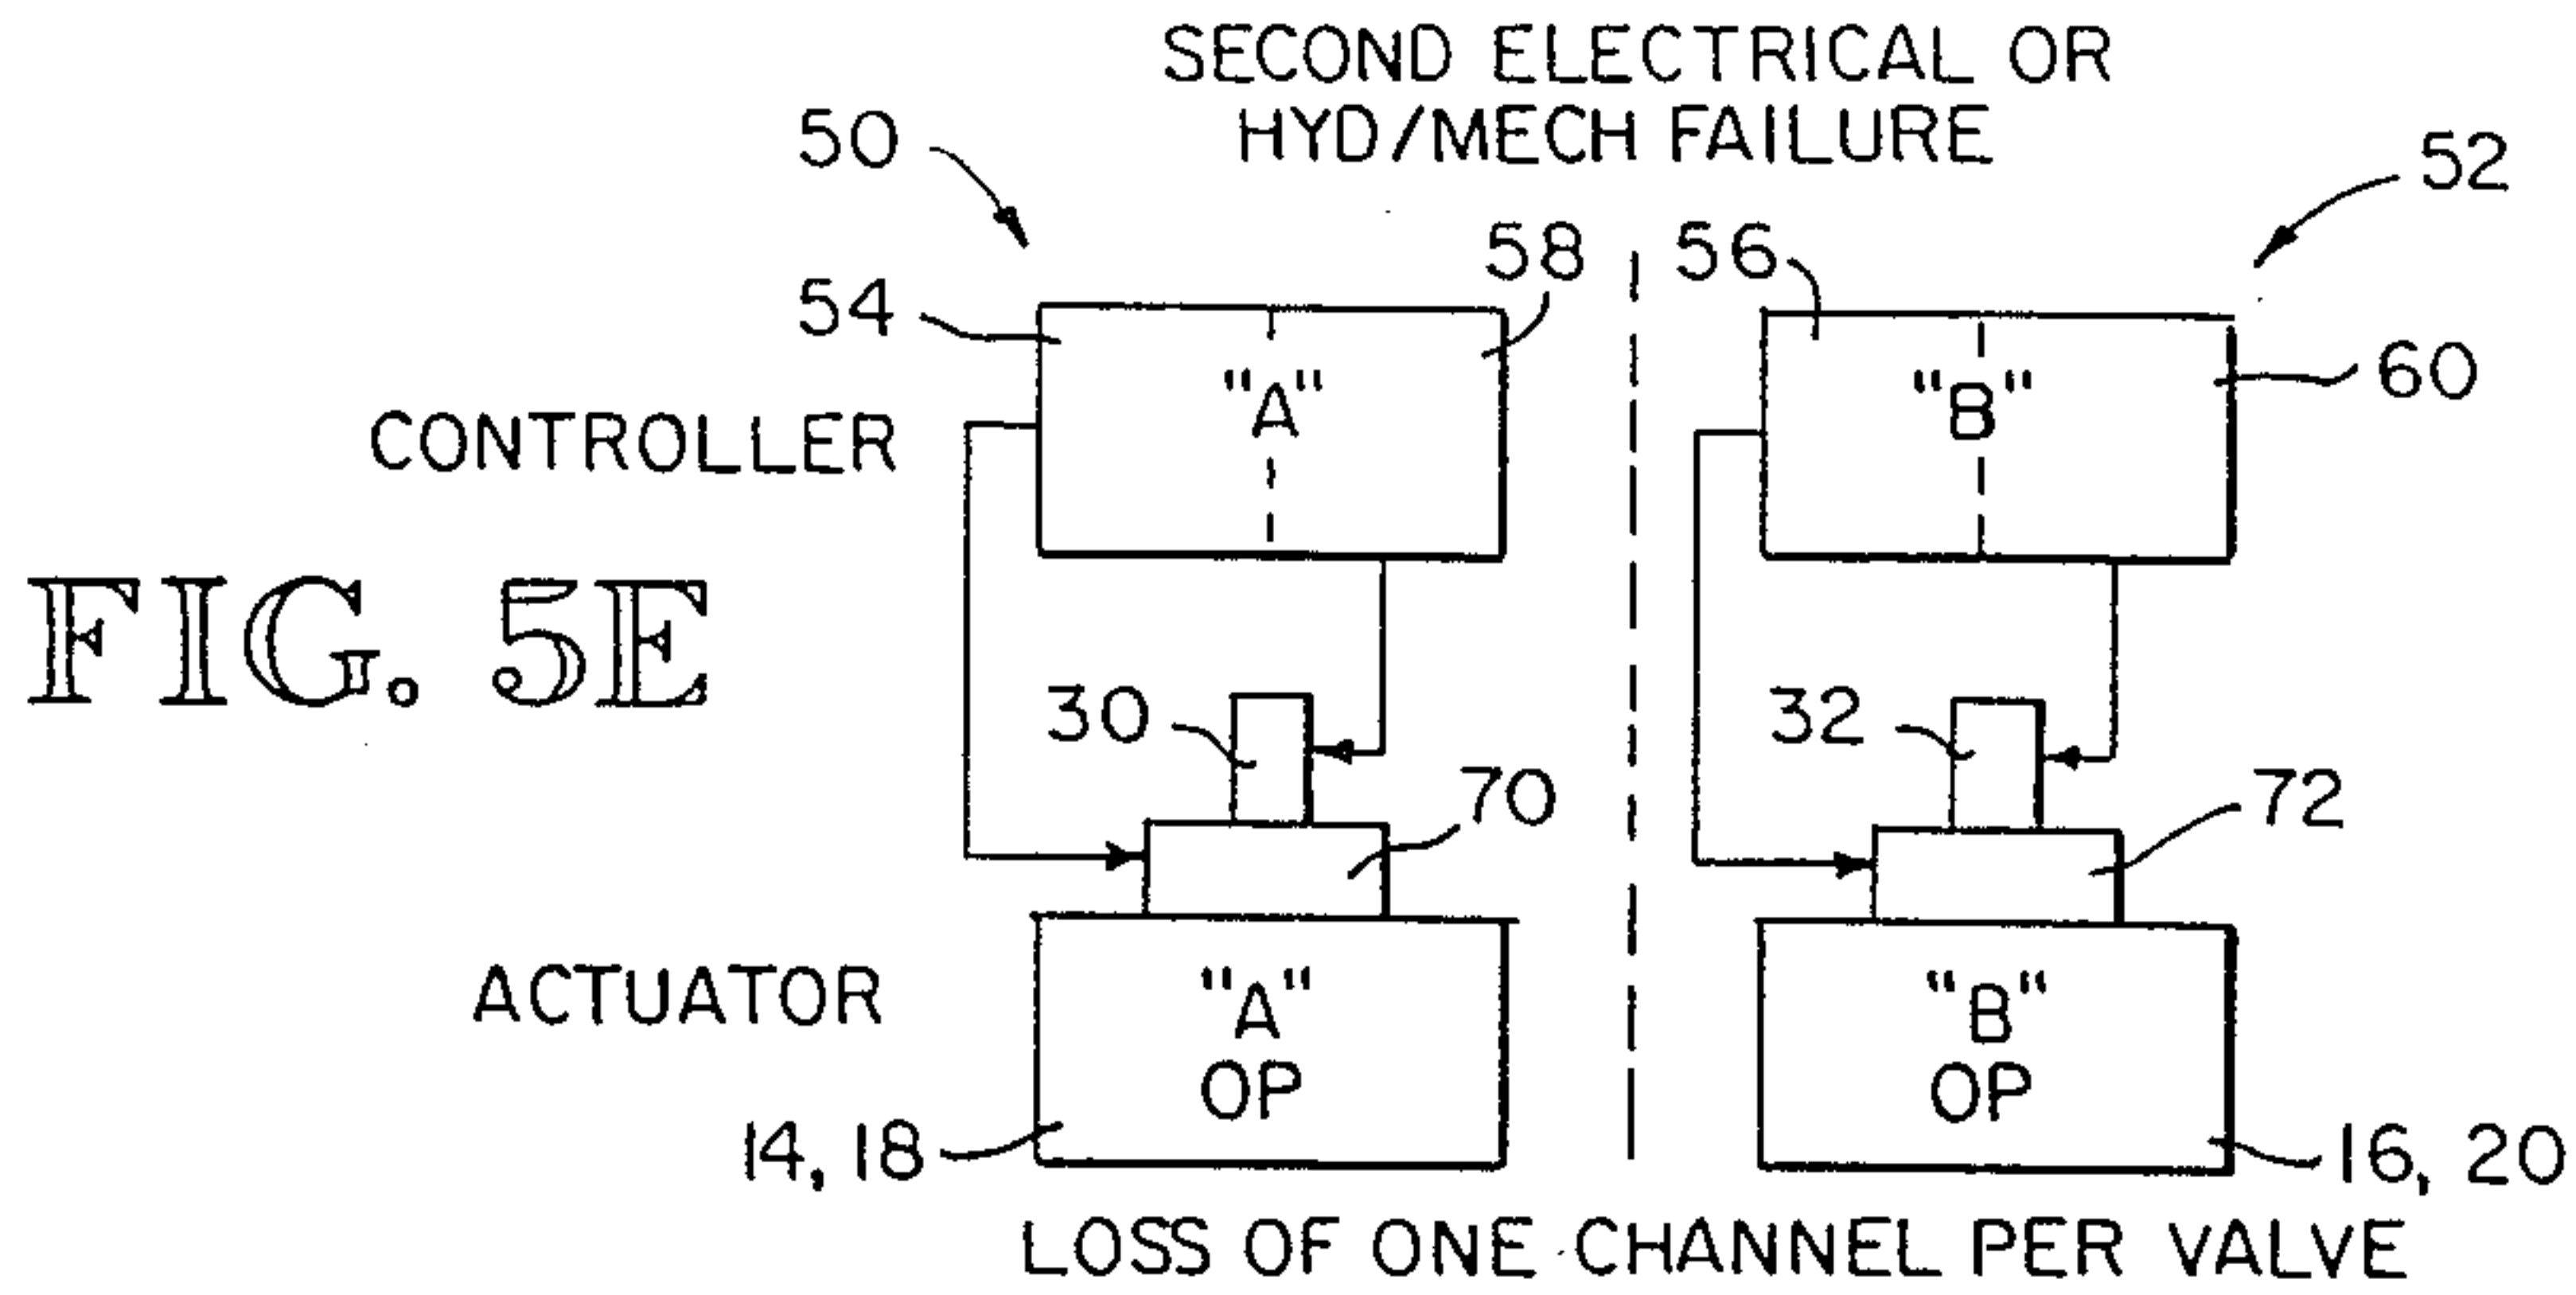 SECOND ELECTRICAL OR
HYD/MECH FAILURE
50
52
54
58
56
60
"A"
"B"
CONTROLLER
FIG. 5E
30
32
70
72
ACTUATOR
"A"
OP
"B"
OP
14, 18
16, 20
LOSS OF ONE CHANNEL PER VALVE